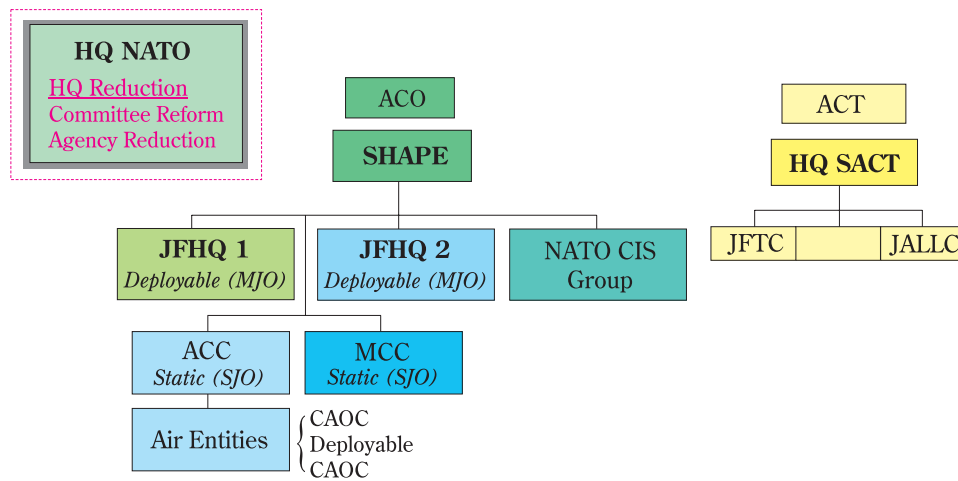 HQ NATO
HQ Reduction
Committee Reform
Agency Reduction
ACO
SHAPE
ACT
HQ SACT
JFHQ 1
Deployable (MJO)
JFHQ 2
Deployable (MJO)
NATO CIS
Group
JFTC
JALLC
ACC
Static (SJO)
MCC
Static (SJO)
Air Entities
CAOC
Deployable
CAOC